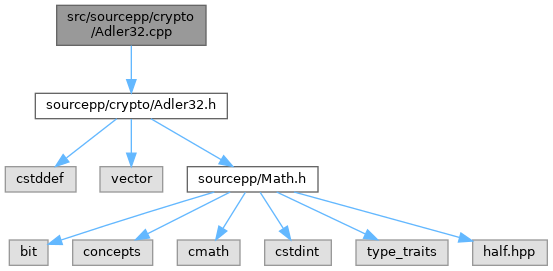 src/sourcepp/crypto
/Adler32.cpp
sourcepp/crypto/Adler32.h
cstddef
vector
sourcepp/Math.h
bit
concepts
cmath
cstdint
type_traits
half.hpp